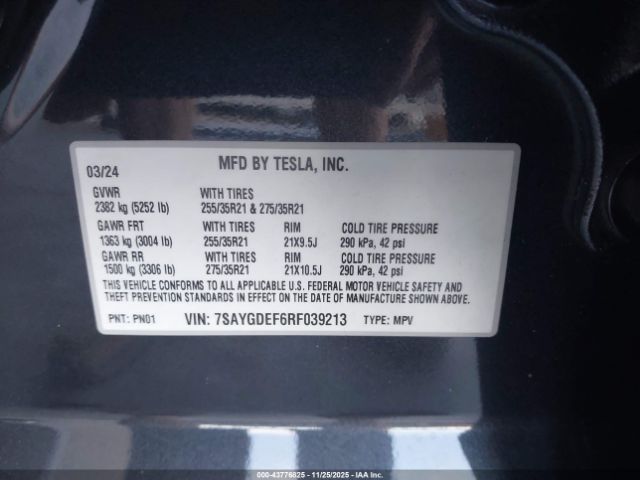 03/24 MFD BY TESLA, INC.
GVWR WITH TIRES
2382 kg (5252 lb) 255/35R21 & 275/35R21
GAWR FRT WITH TIRES RIM COLD TIRE PRESSURE
1363 kg (3004 lb) 255/35R21 21X9.5J 290 kPa, 42 psi
GAWR RR WITH TIRES RIM COLD TIRE PRESSURE
1500 kg (3306 lb) 275/35R21 21X10.5J 290 kPa, 42 psi
THIS VEHICLE CONFORMS TO ALL APPLICABLE U.S. FEDERAL MOTOR VEHICLE SAFETY AND
THEFT PREVENTION STANDARDS IN EFFECT ON THE DATE OF MANUFACTURE SHOWN ABOVE.
PNT: PN01 VIN: 7SAYGDEF6RF039213 TYPE: MPV
© <<43776825 - 11/25/2025 - IAA Inc.